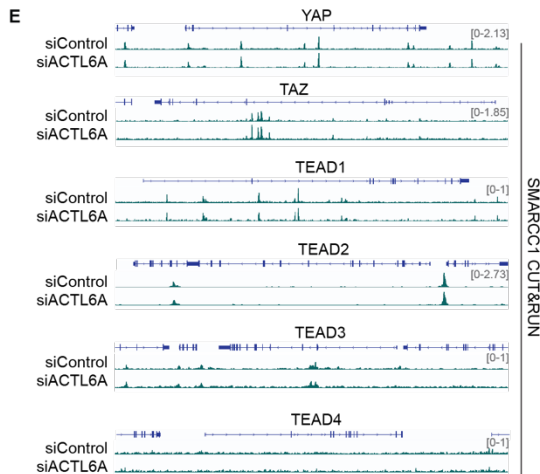 E
YAP
[0-2.13]
siControl
siACTL6A
TAZ
[0-1.85]
siControl
siACTL6A
TEAD1
[0-1]
siControl
siACTL6A
TEAD2
[0-2.73]
siControl
siACTL6A
TEAD3
[0-1]
siControl
siACTL6A
TEAD4
[0-1]
siControl
siACTL6A
SMARCC1 CUT&RUN